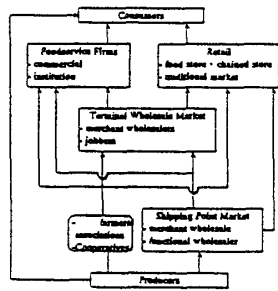 Consumers
Foodservice Firms
- commercial
- institution
Retail
- food store - chained store
- traditional market
Terminal Wholesale Market
- merchant wholesalers
- jobbers
- farmers
associations
-Cooperatives
Shipping Point Market
- merchant wholesale
- functional wholesaler
Producers